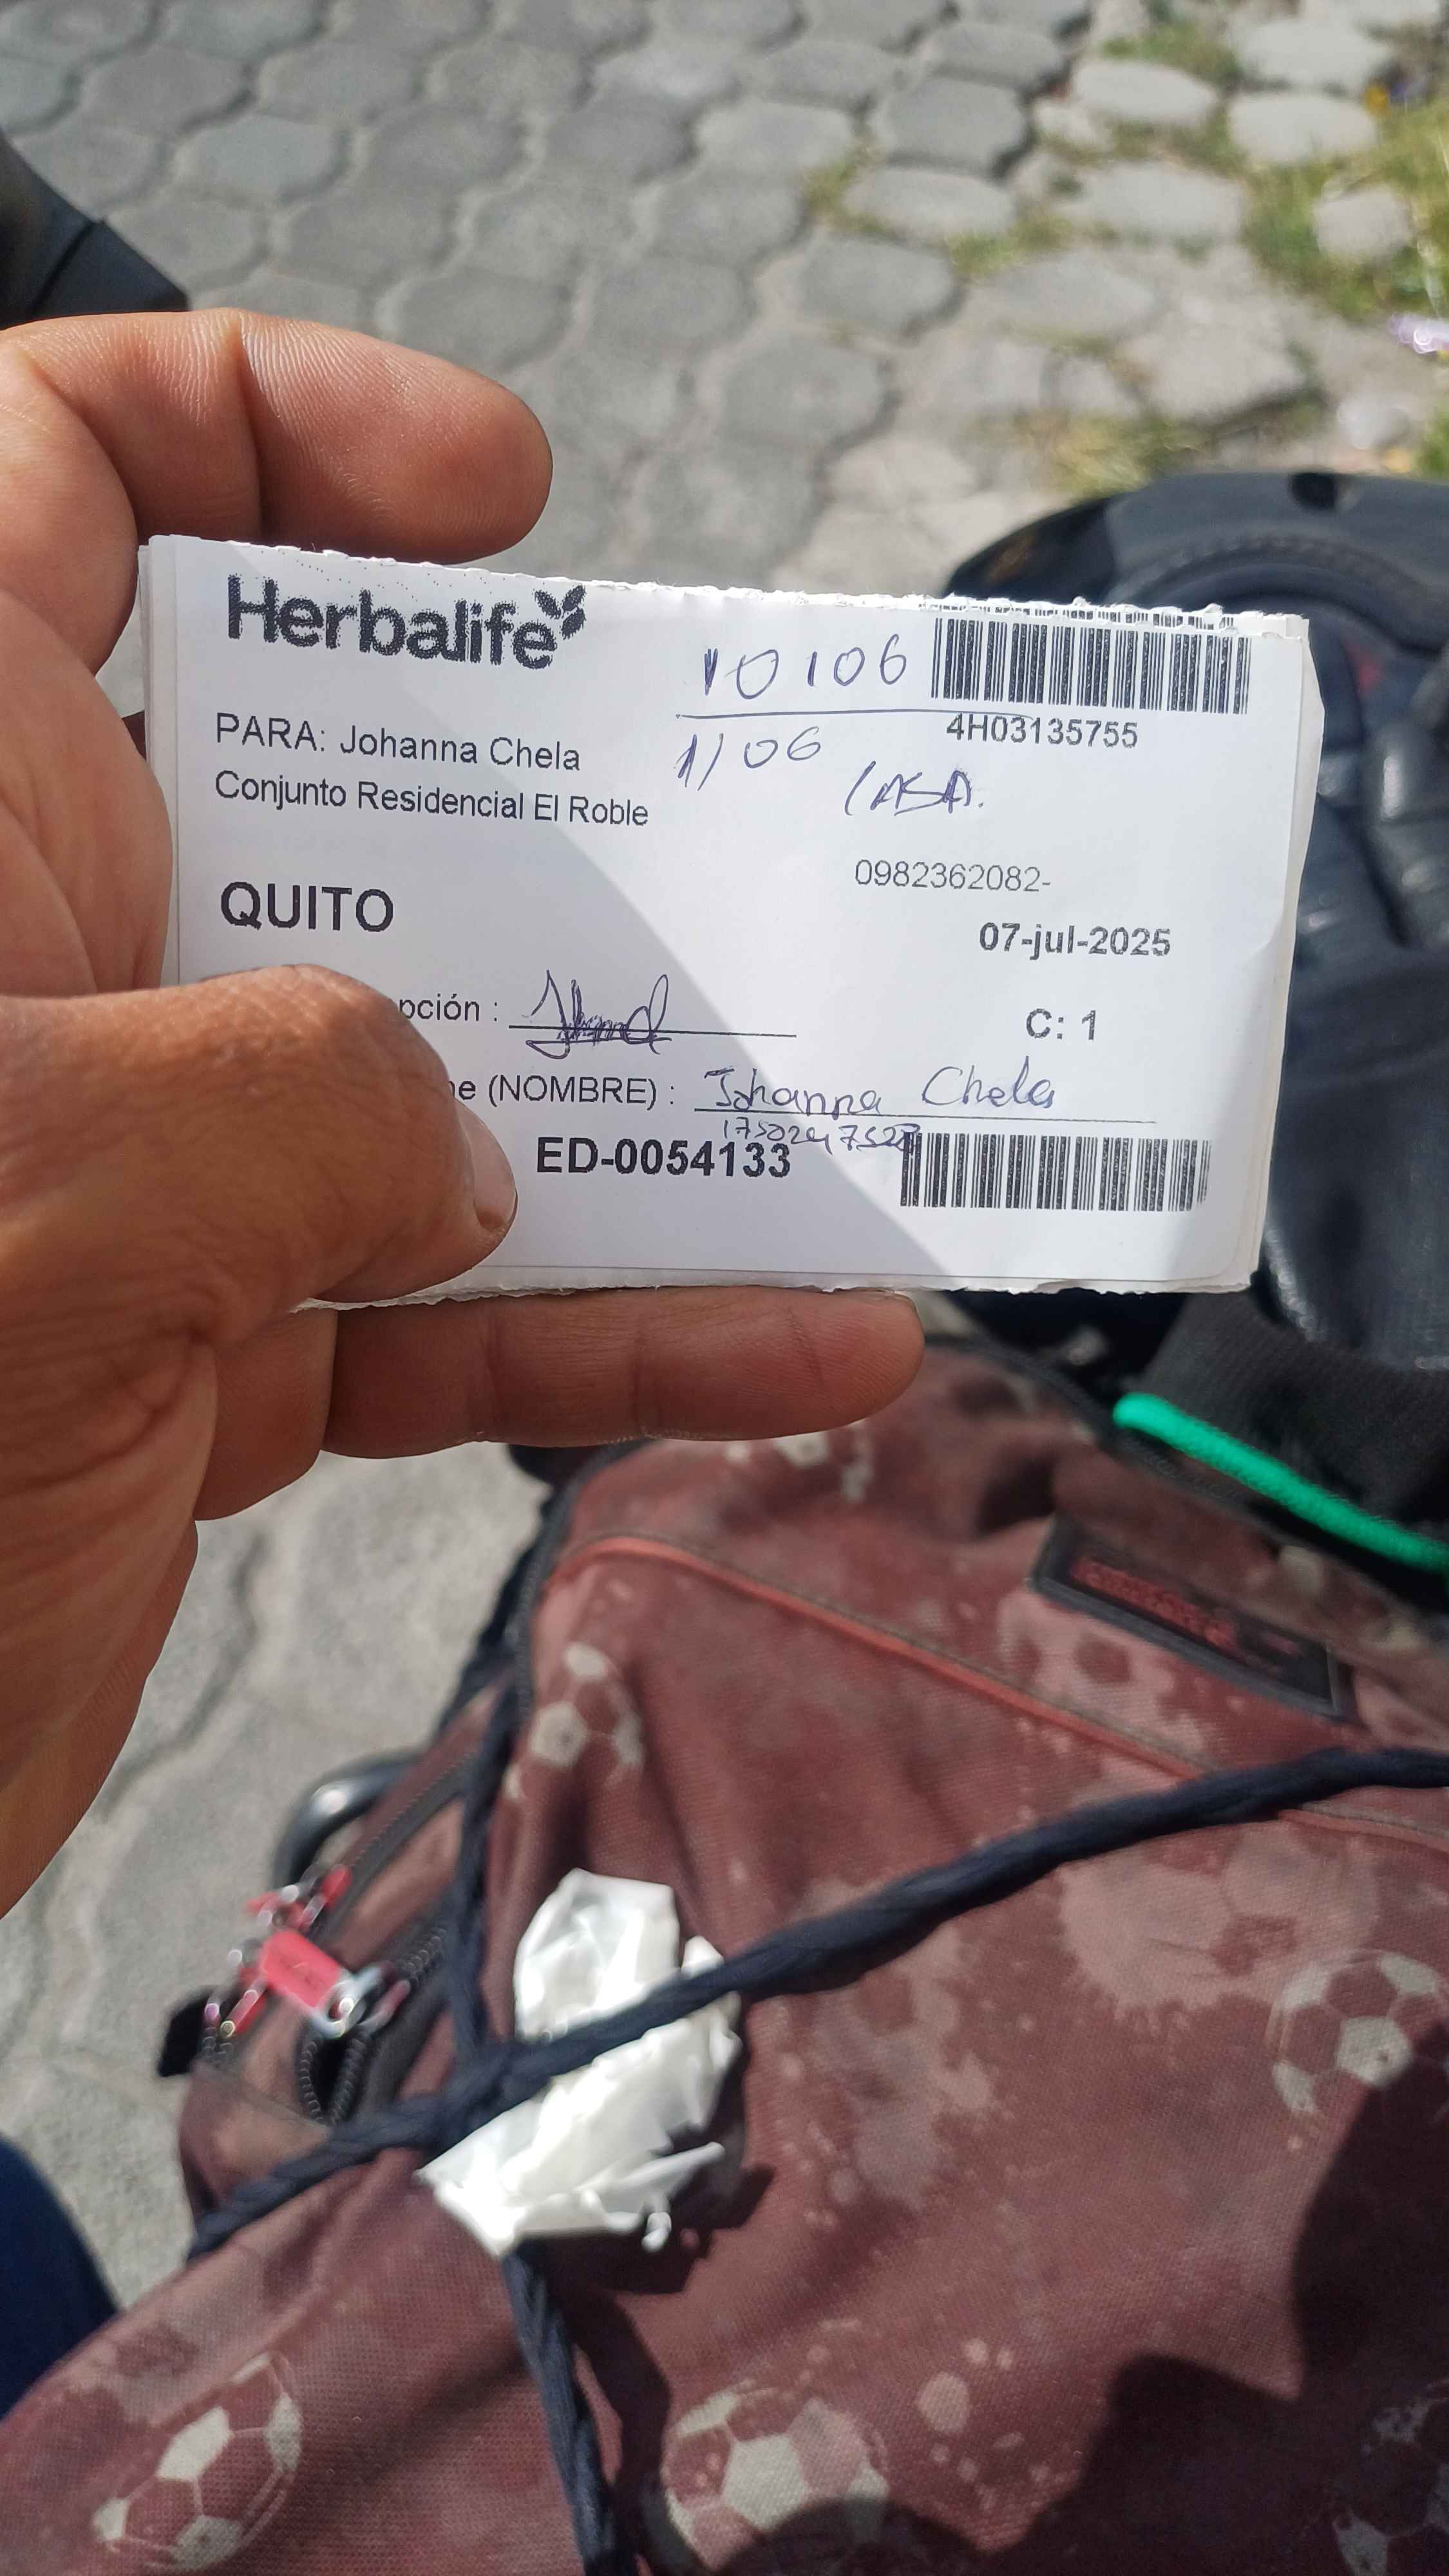 Herbalife
10106
4H03135755
PARA: Johanna Chela
11/06
CASA.
Conjunto Residencial El Roble
0982362082-
QUITO
07-jul-2025
pción :
C: 1
e (NOMBRE) : Johanna Chela
ED-0054133